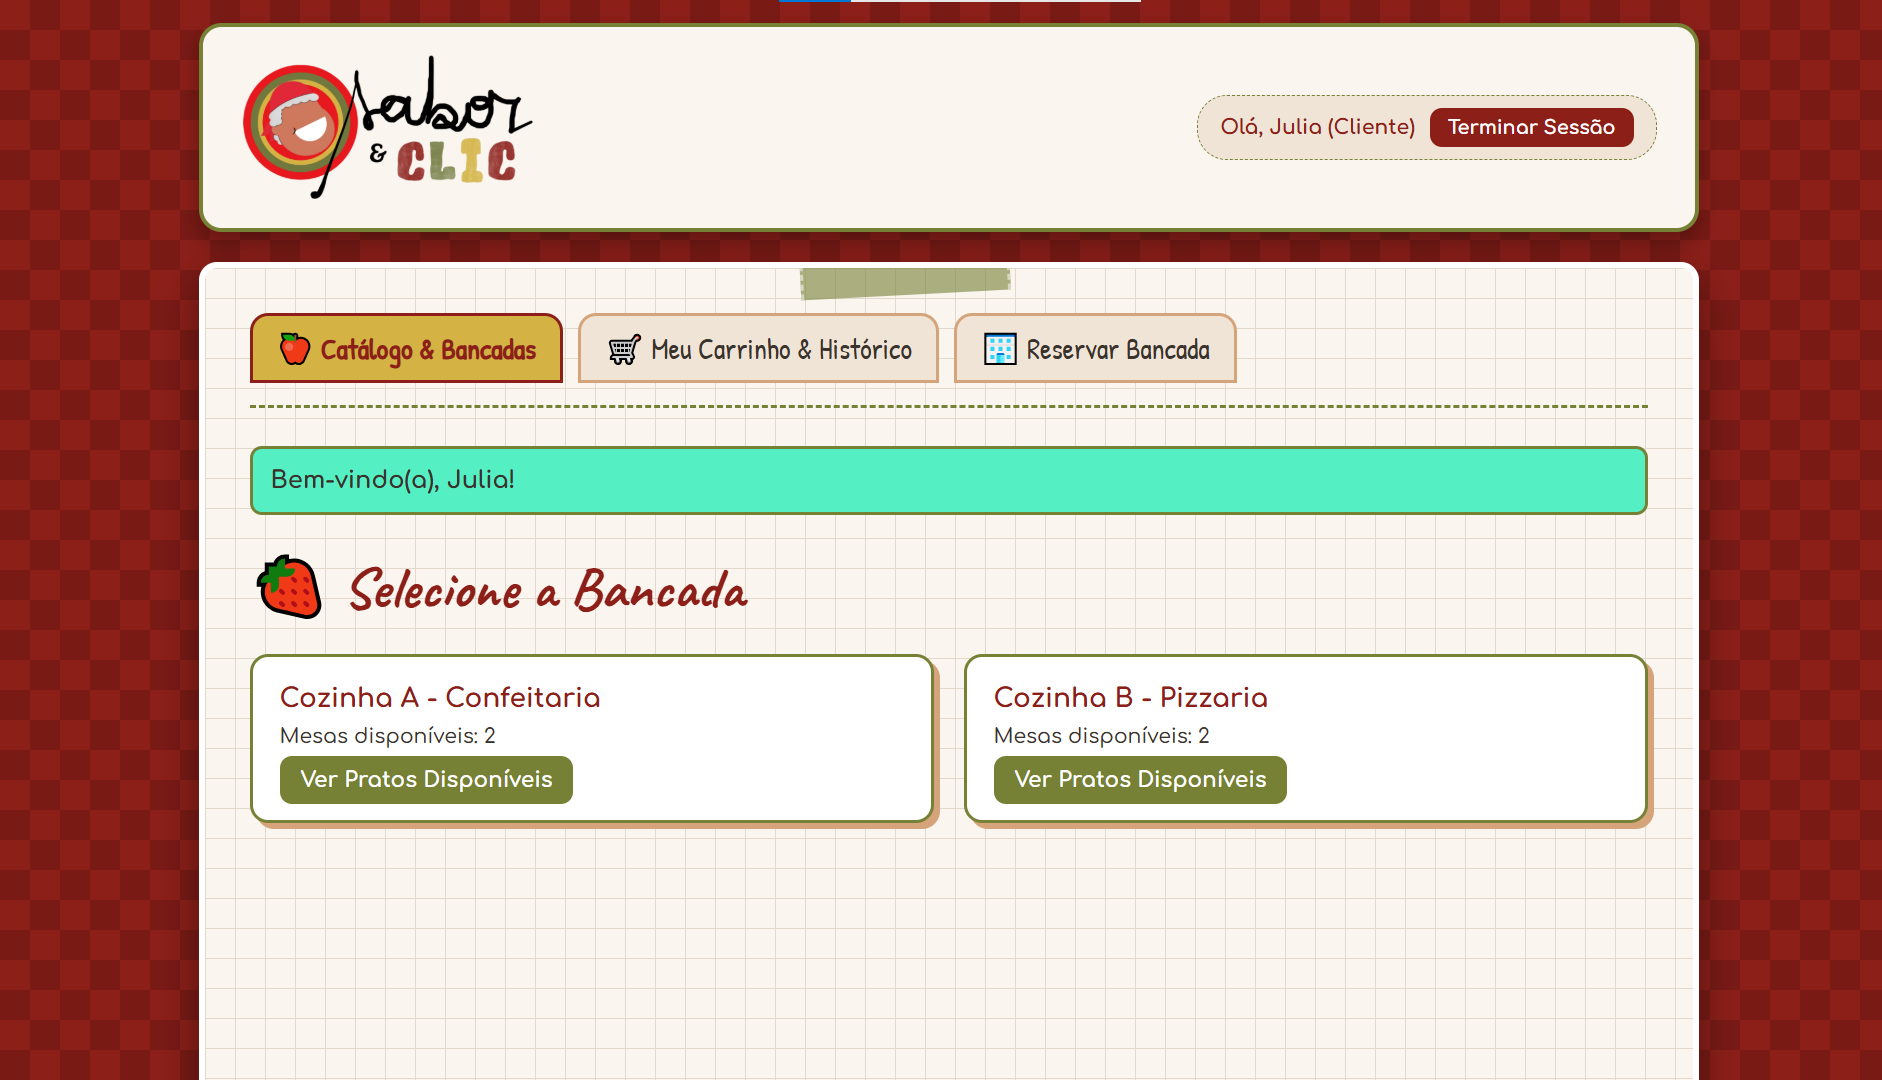 Sabor
& CLIC
Olá, Julia (Cliente)
Terminar Sessão
Catálogo & Bancadas
Meu Carrinho & Histórico
Reservar Bancada
Bem-vindo(a), Julia!
Selecione a Bancada
Cozinha A - Confeitaria
Mesas disponíveis: 2
Ver Pratos Disponíveis
Cozinha B - Pizzaria
Mesas disponíveis: 2
Ver Pratos Disponíveis